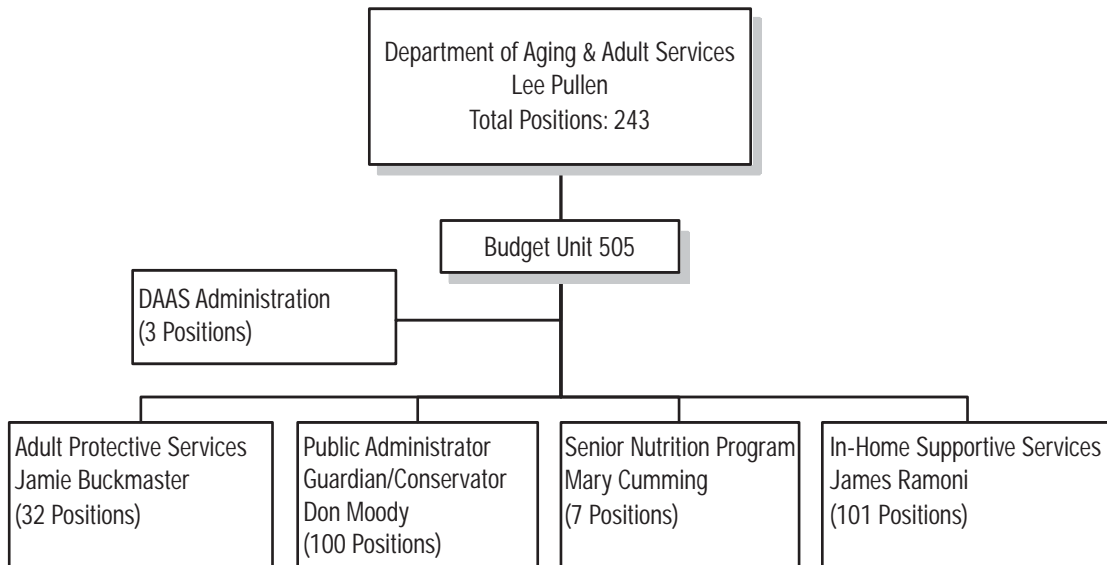 Department of Aging & Adult Services
Lee Pullen
Total Positions: 243
Budget Unit 505
DAAS Administration
(3 Positions)
Adult Protective Services
Jamie Buckmaster
(32 Positions)
Public Administrator
Guardian/Conservator
Don Moody
(100 Positions)
Senior Nutrition Program
Mary Cumming
(7 Positions)
In-Home Supportive Services
James Ramoni
(101 Positions)